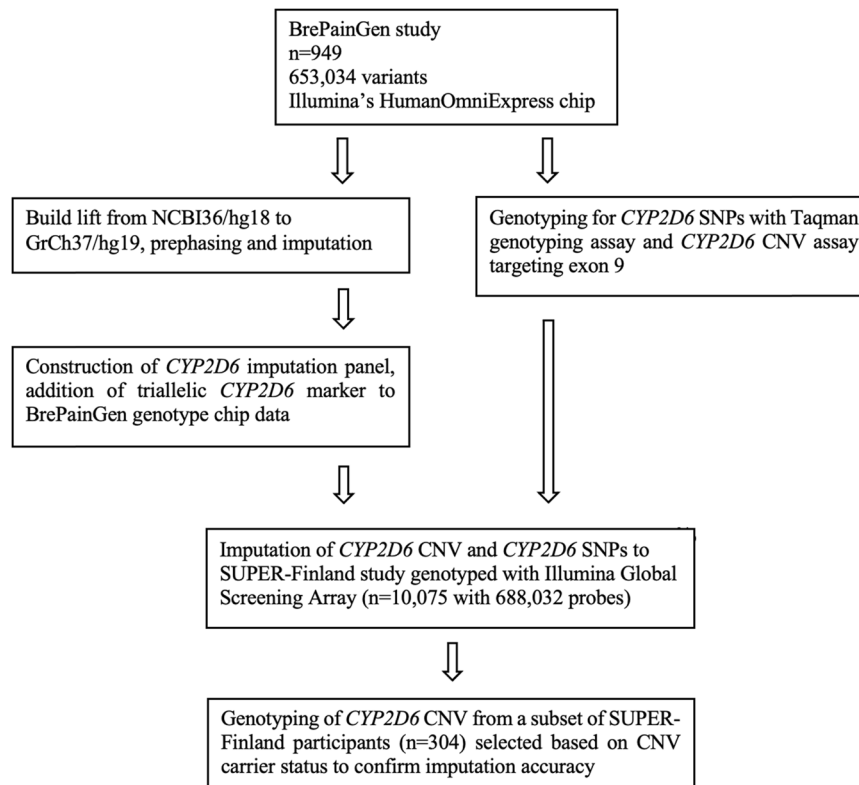 BrePainGen study
n=949
653,034 variants
Illumina’s HumanOmniExpress chip
Build lift from NCBI36/hg18 to
GrCh37/hg19, prephasing and imputation
Genotyping for CYP2D6 SNPs with Taqman
genotyping assay and CYP2D6 CNV assay
targeting exon 9
Construction of CYP2D6 imputation panel,
addition of triallelic CYP2D6 marker to
BrePainGen genotype chip data
Imputation of CYP2D6 CNV and CYP2D6 SNPs to
SUPER-Finland study genotyped with Illumina Global
Screening Array (n=10,075 with 688,032 probes)
Genotyping of CYP2D6 CNV from a subset of SUPER-
Finland participants (n=304) selected based on CNV
carrier status to confirm imputation accuracy